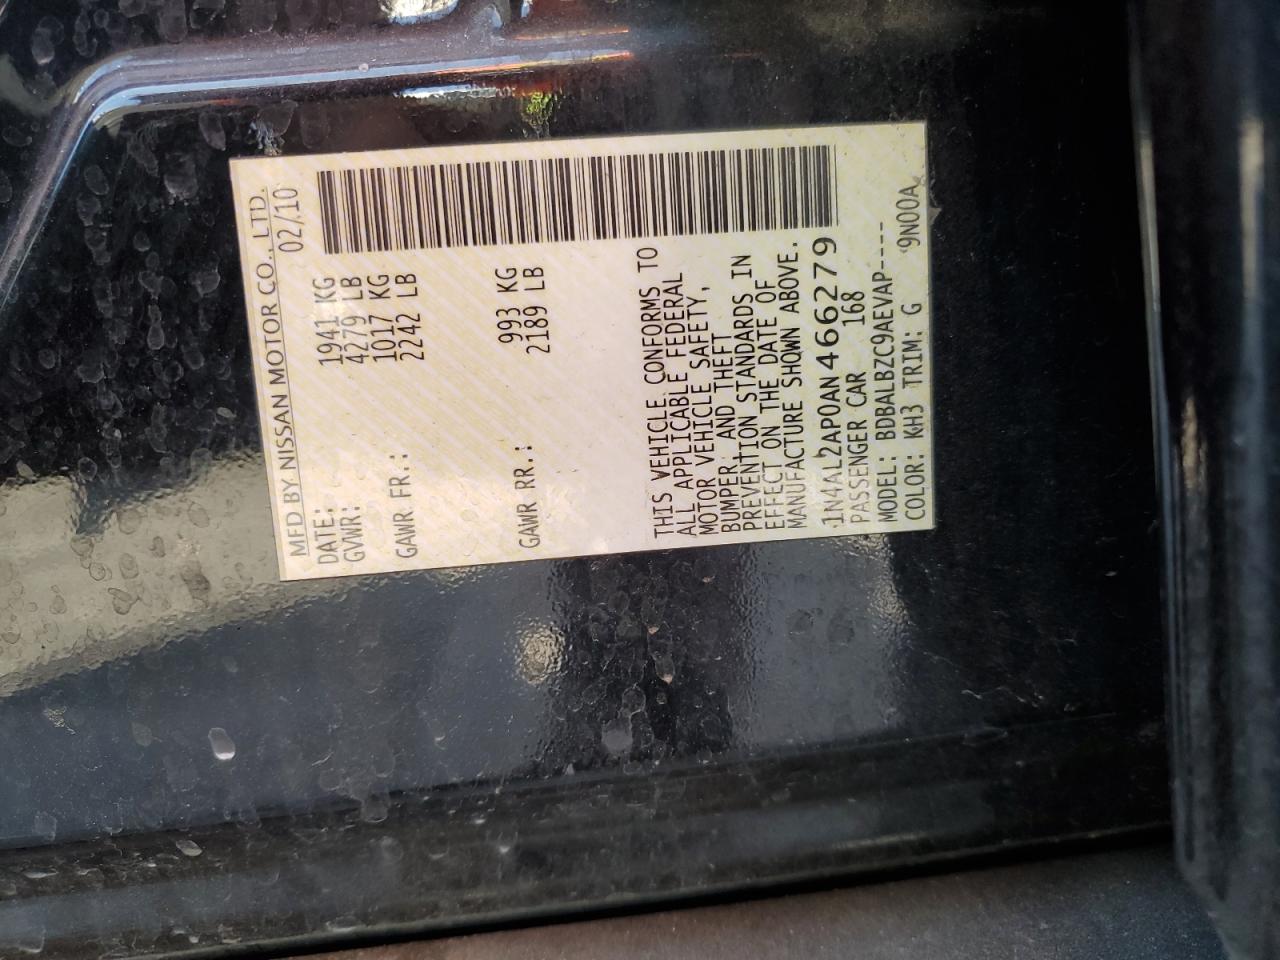 MFD BY NISSAN MOTOR CO., LTD.
DATE: 02/10
GVWR: 1941 KG
4279 LB
GAWR FR.: 1017 KG
2242 LB
GAWR RR.: 993 KG
2189 LB
THIS VEHICLE CONFORMS TO
ALL APPLICABLE FEDERAL
MOTOR VEHICLE SAFETY,
BUMPER, AND THEFT
PREVENTION STANDARDS IN
EFFECT ON THE DATE OF
MANUFACTURE SHOWN ABOVE.
1N4AL2AP0AN466279
PASSENGER CAR 168
MODEL: BDBALBZC9AEVAP----
COLOR: KH3 TRIM: G 9N00A